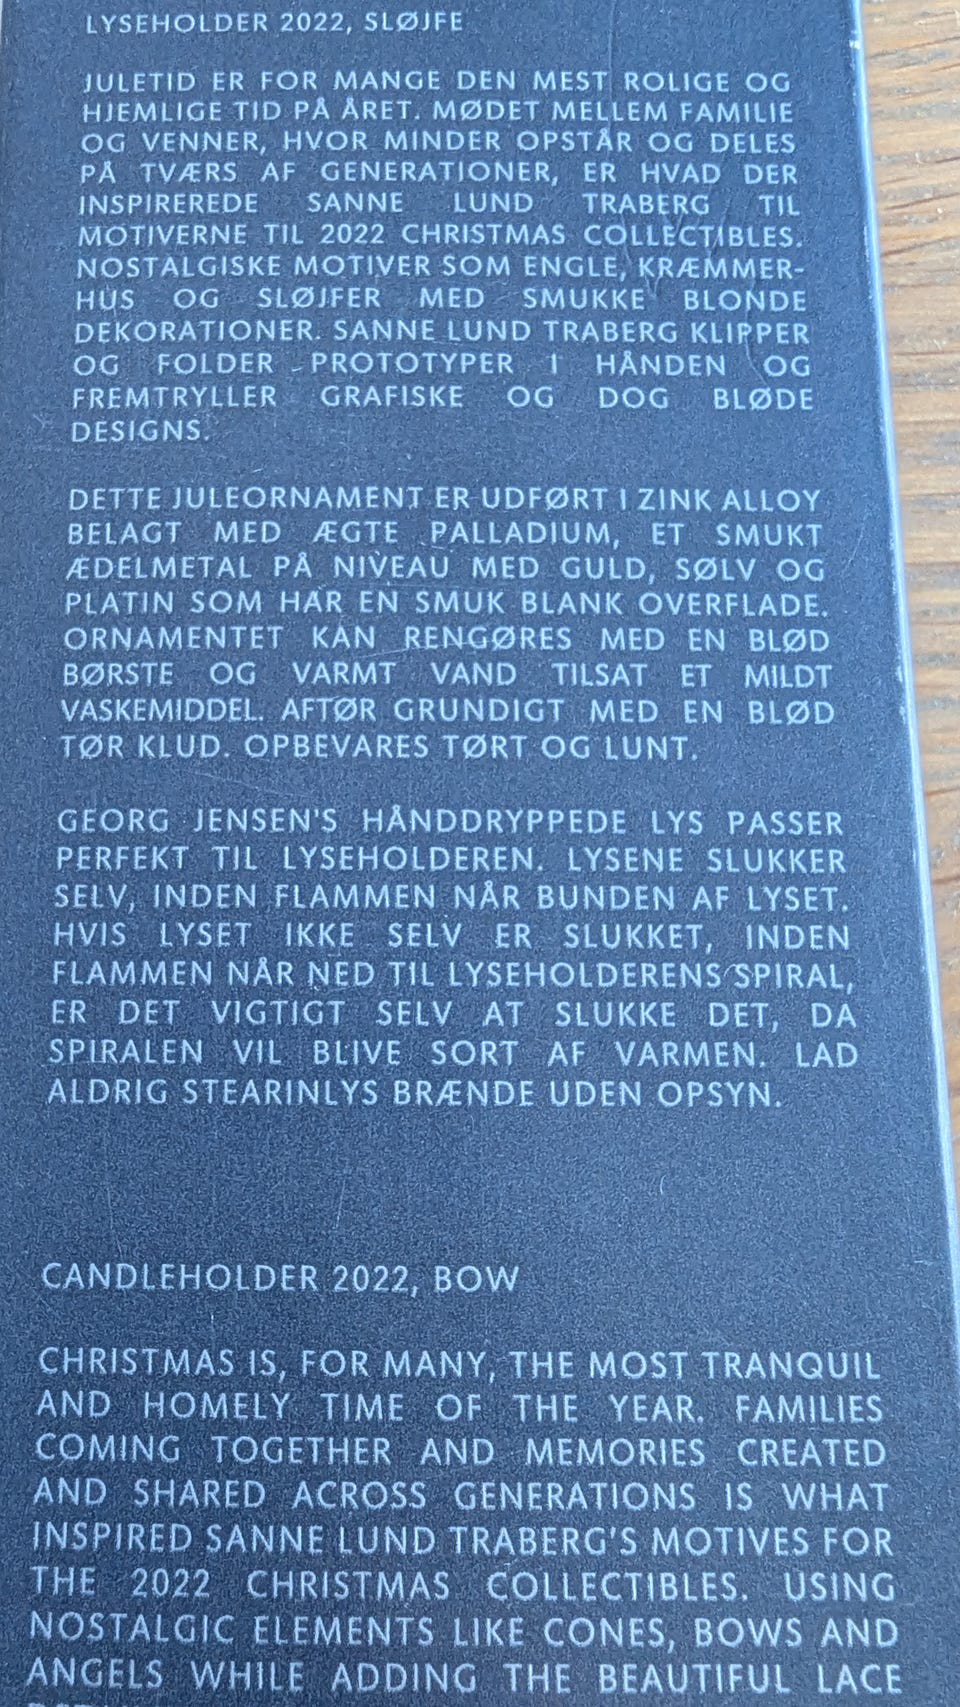 LYSEHOLDER 2022, SLØJFE
JULETID ER FOR MANGE DEN MEST ROLIGE OG
HJEMLIGE TID PÅ ÅRET. MØDET MELLEM FAMILIE
OG VENNER, HVOR MINDER OPSTÅR OG DELES
PÅ TVÆRS AF GENERATIONER, ER HVAD DER
INSPIREREDE SANNE LUND TRABERG TIL
MOTIVERNE TIL 2022 CHRISTMAS COLLECTIBLES.
NOSTALGISKE MOTIVER SOM ENGLE, KRÆMMER-
HUS OG SLØJFER MED SMUKKE BLONDE
DEKORATIONER. SANNE LUND TRABERG KLIPPER
OG FOLDER PROTOTYPER I HÅNDEN OG
FREMTRYLLER GRAFISKE OG DOG BLØDE
DESIGNS.
DETTE JULEORNAMENT ER UDFØRT I ZINK ALLOY
BELAGT MED ÆGTE PALLADIUM, ET SMUKT
ÆDELMETAL PÅ NIVEAU MED GULD, SØLV OG
PLATIN SOM HAR EN SMUK BLANK OVERFLADE.
ORNAMENTET KAN RENGØRES MED EN BLØD
BØRSTE OG VARMT VAND TILSAT ET MILDT
VASKEMIDDEL. AFTØR GRUNDIGT MED EN BLØD
TØR KLUD. OPBEVARES TØRT OG LUNT.
GEORG JENSEN'S HÅNDDRYPPEDE LYS PASSER
PERFEKT TIL LYSEHOLDEREN. LYSENE SLUKKER
SELV, INDEN FLAMMEN NÅR BUNDEN AF LYSET.
HVIS LYSET IKKE SELV ER SLUKKET, INDEN
FLAMMEN NÅR NED TIL LYSEHOLDERENS SPIRAL,
ER DET VIGTIGT SELV AT SLUKKE DET, DA
SPIRALEN VIL BLIVE SORT AF VARMEN. LAD
ALDRIG STEARINLYS BRÆNDE UDEN OPSYN.
CANDLEHOLDER 2022, BOW
CHRISTMAS IS, FOR MANY, THE MOST TRANQUIL
AND HOMELY TIME OF THE YEAR. FAMILIES
COMING TOGETHER AND MEMORIES CREATED
AND SHARED ACROSS GENERATIONS IS WHAT
INSPIRED SANNE LUND TRABERG'S MOTIVES FOR
THE 2022 CHRISTMAS COLLECTIBLES. USING
NOSTALGIC ELEMENTS LIKE CONES, BOWS AND
ANGELS WHILE ADDING THE BEAUTIFUL LACE